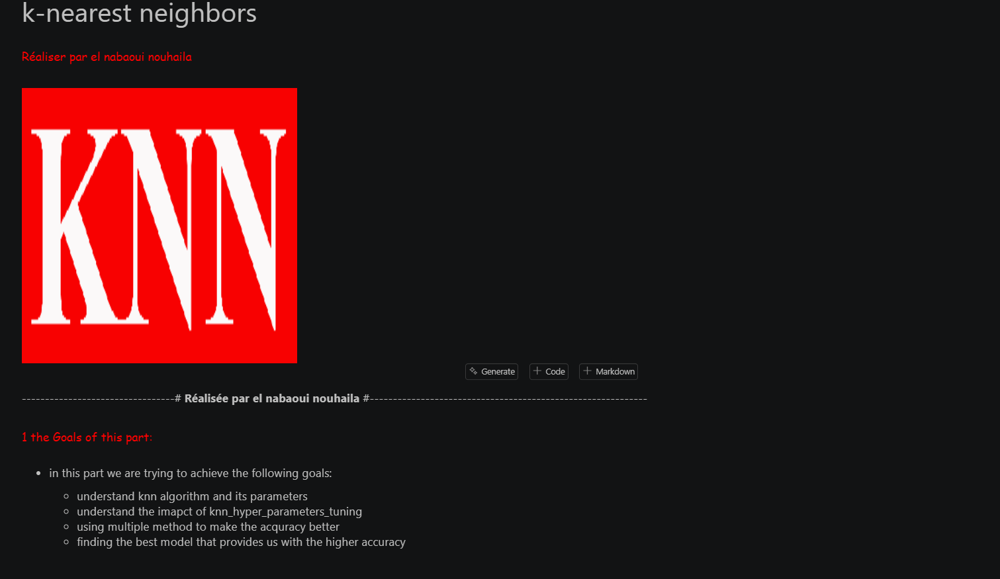 k-nearest neighbors
Réaliser par el nabaoui nouhaila
KNN
Generate Code Markdown
---------------------------------# Réalisée par el nabaoui nouhaila #------------------------------------------------------------
1 the Goals of this part:
in this part we are trying to achieve the following goals:
understand knn algorithm and its parameters
understand the imapct of knn_hyper_parameters_tuning
using multiple method to make the acquracy better
finding the best model that provides us with the higher accuracy